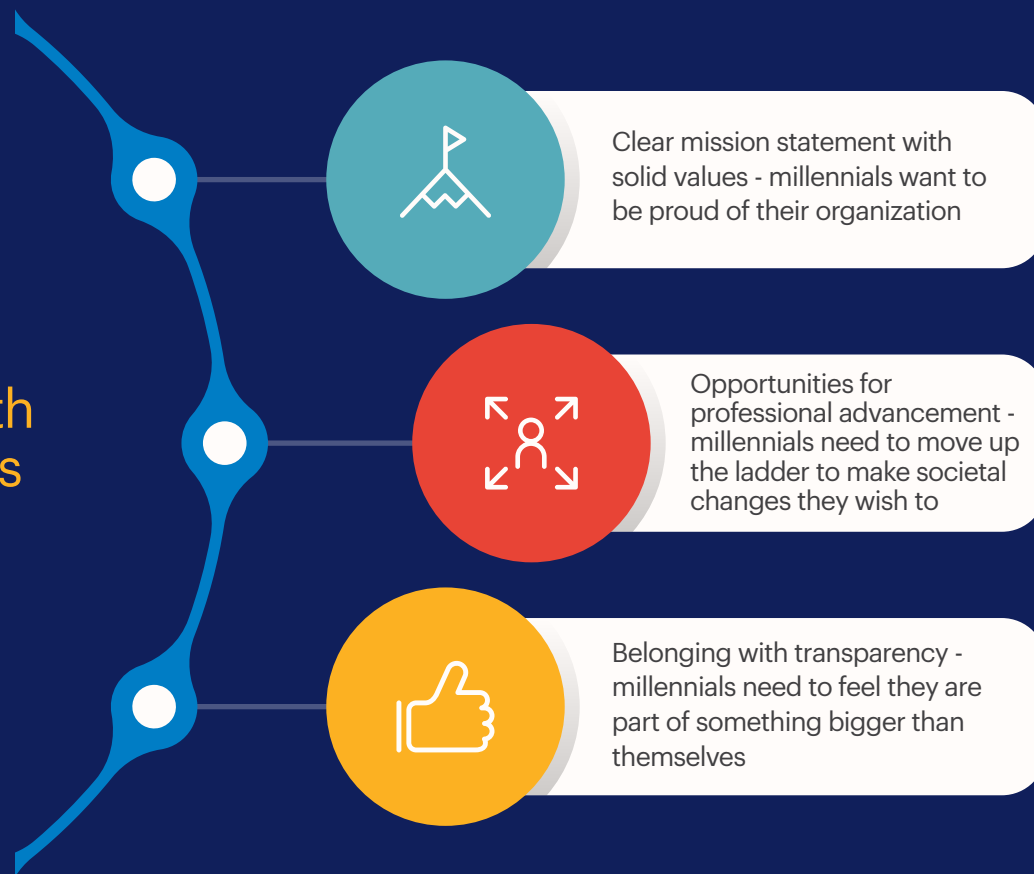 Clear mission statement with
solid values - millennials want to
be proud of their organization
Opportunities for
professional advancement -
millennials need to move up
the ladder to make societal
changes they wish to
Belonging with transparency -
millennials need to feel they are
part of something bigger than
themselves